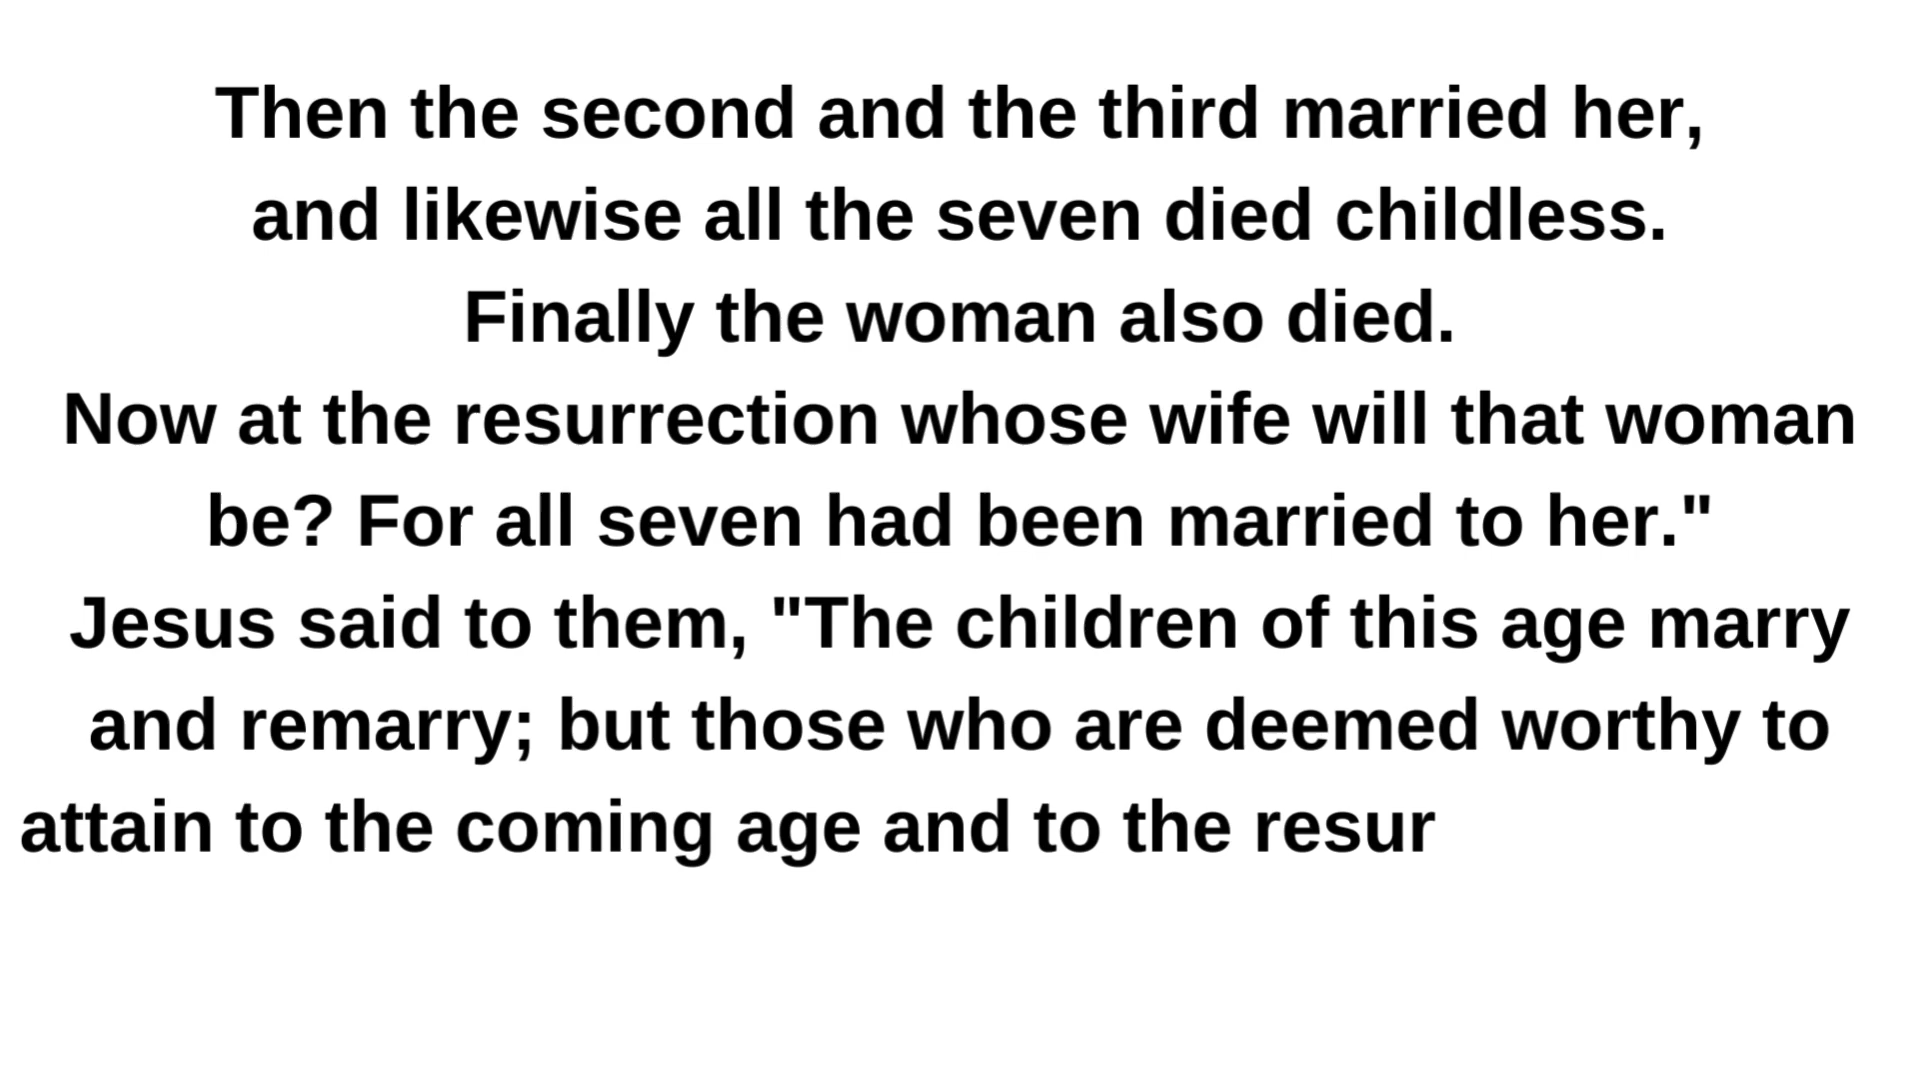 Then the second and the third married her,
and likewise all the seven died childless.
Finally the woman also died.
Now at the resurrection whose wife will that woman
be? For all seven had been married to her."
Jesus said to them, "The children of this age marry
and remarry; but those who are deemed worthy to
attain to the coming age and to the resur